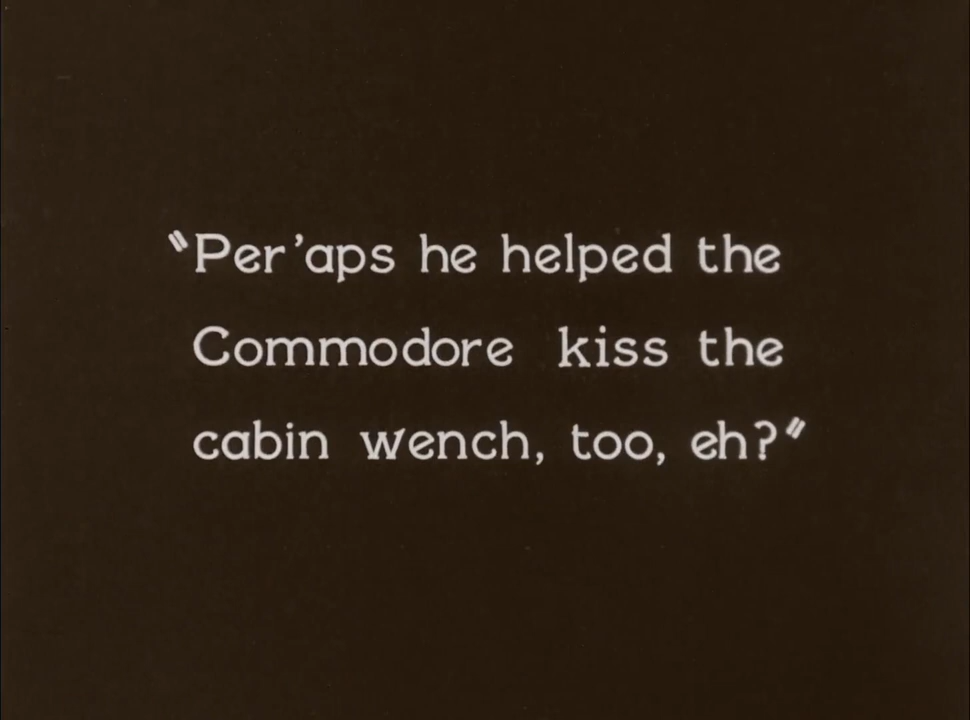 "Per'aps he helped the
Commodore kiss the
cabin wench, too, eh?"